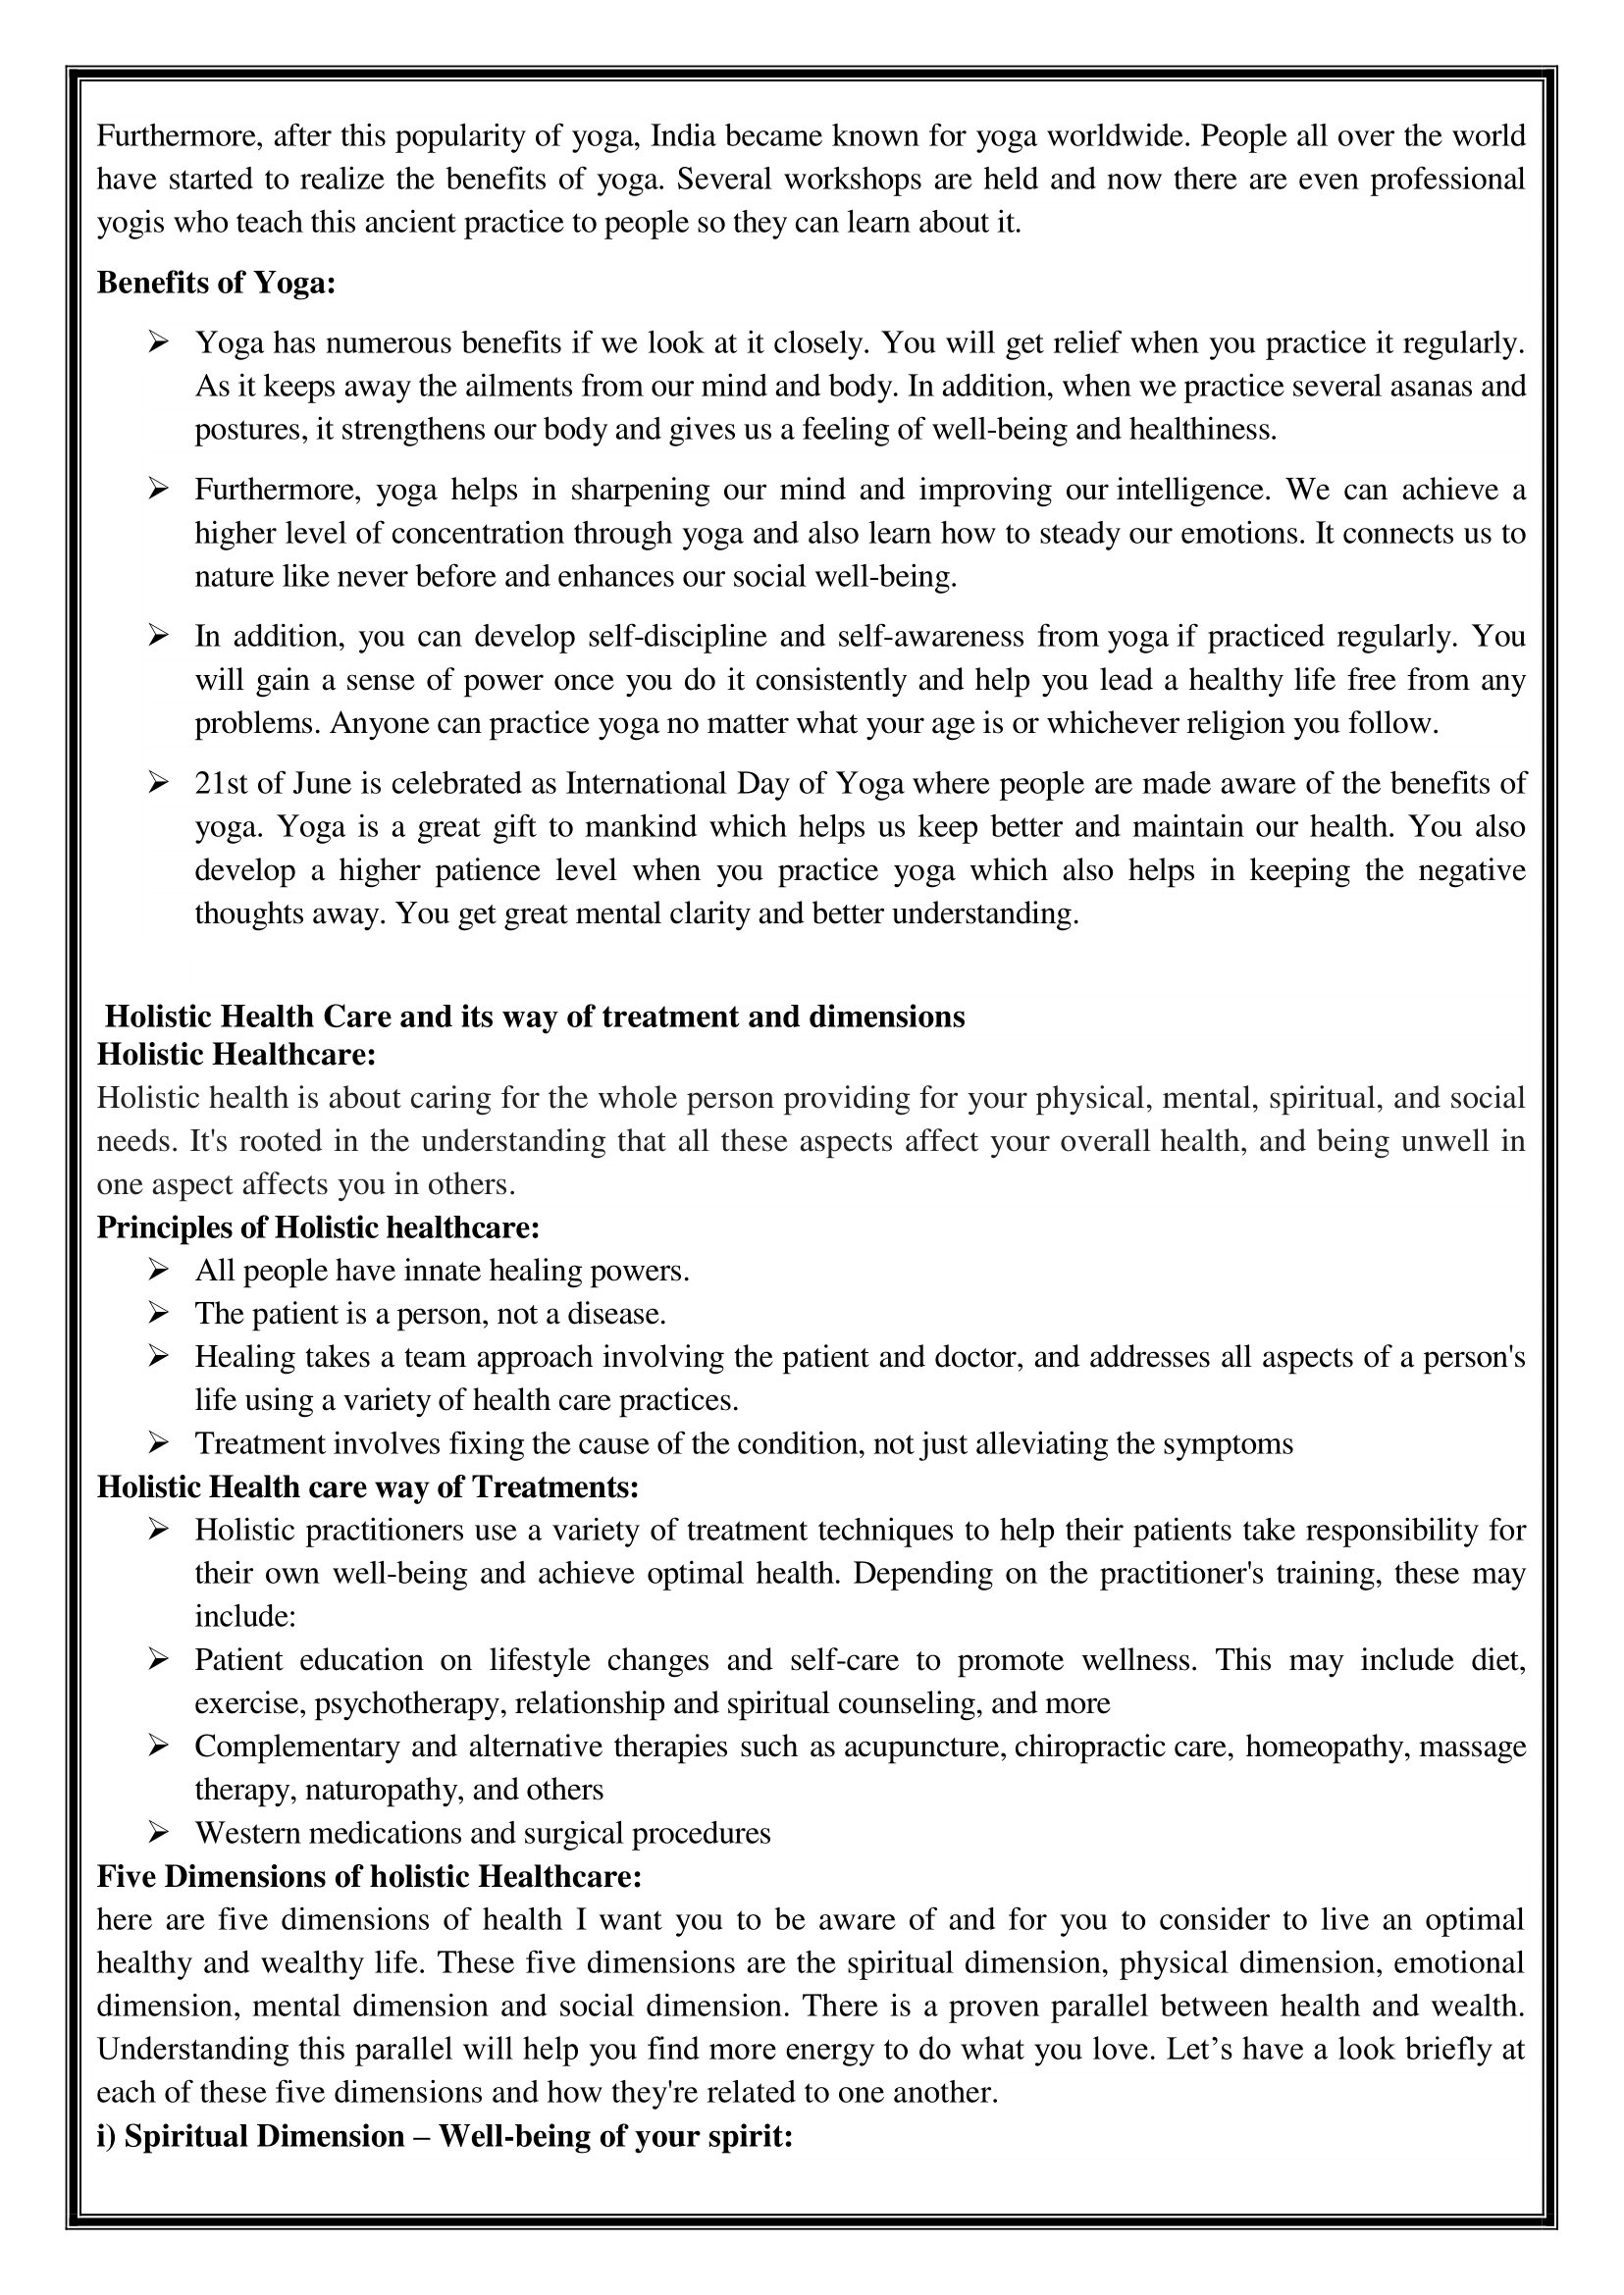 Furthermore, after this popularity of yoga, India became known for yoga worldwide. People all over the world
have started to realize the benefits of yoga. Several workshops are held and now there are even professional
yogis who teach this ancient practice to people so they can learn about it.
Benefits of Yoga:
➢ Yoga has numerous benefits if we look at it closely. You will get relief when you practice it regularly.
As it keeps away the ailments from our mind and body. In addition, when we practice several asanas and
postures, it strengthens our body and gives us a feeling of well-being and healthiness.
➢ Furthermore, yoga helps in sharpening our mind and improving our intelligence. We can achieve a
higher level of concentration through yoga and also learn how to steady our emotions. It connects us to
nature like never before and enhances our social well-being.
➢ In addition, you can develop self-discipline and self-awareness from yoga if practiced regularly. You
will gain a sense of power once you do it consistently and help you lead a healthy life free from any
problems. Anyone can practice yoga no matter what your age is or whichever religion you follow.
➢ 21st of June is celebrated as International Day of Yoga where people are made aware of the benefits of
yoga. Yoga is a great gift to mankind which helps us keep better and maintain our health. You also
develop a higher patience level when you practice yoga which also helps in keeping the negative
thoughts away. You get great mental clarity and better understanding.
Holistic Health Care and its way of treatment and dimensions
Holistic Healthcare:
Holistic health is about caring for the whole person providing for your physical, mental, spiritual, and social
needs. It's rooted in the understanding that all these aspects affect your overall health, and being unwell in
one aspect affects you in others.
Principles of Holistic healthcare:
➢ All people have innate healing powers.
➢ The patient is a person, not a disease.
➢ Healing takes a team approach involving the patient and doctor, and addresses all aspects of a person's
life using a variety of health care practices.
➢ Treatment involves fixing the cause of the condition, not just alleviating the symptoms
Holistic Health care way of Treatments:
➢ Holistic practitioners use a variety of treatment techniques to help their patients take responsibility for
their own well-being and achieve optimal health. Depending on the practitioner's training, these may
include:
➢ Patient education on lifestyle changes and self-care to promote wellness. This may include diet,
exercise, psychotherapy, relationship and spiritual counseling, and more
➢ Complementary and alternative therapies such as acupuncture, chiropractic care, homeopathy, massage
therapy, naturopathy, and others
➢ Western medications and surgical procedures
Five Dimensions of holistic Healthcare:
here are five dimensions of health I want you to be aware of and for you to consider to live an optimal
healthy and wealthy life. These five dimensions are the spiritual dimension, physical dimension, emotional
dimension, mental dimension and social dimension. There is a proven parallel between health and wealth.
Understanding this parallel will help you find more energy to do what you love. Let’s have a look briefly at
each of these five dimensions and how they're related to one another.
i) Spiritual Dimension – Well-being of your spirit: